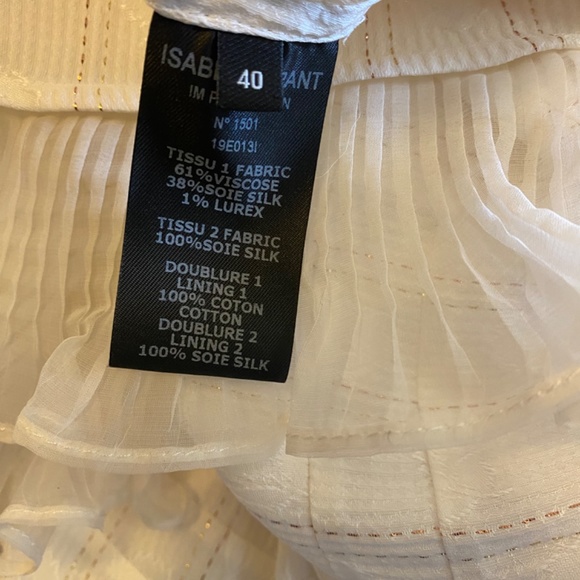 40
N° 1501
19E013I
TISSU 1 FABRIC
61%VISCOSE
38%SOIE SILK
1% LUREX
TISSU 2 FABRIC
100%SOIE SILK
DOUBLURE 1
LINING 1
100% COTON
COTTON
DOUBLURE 2
LINING 2
100% SOIE SILK